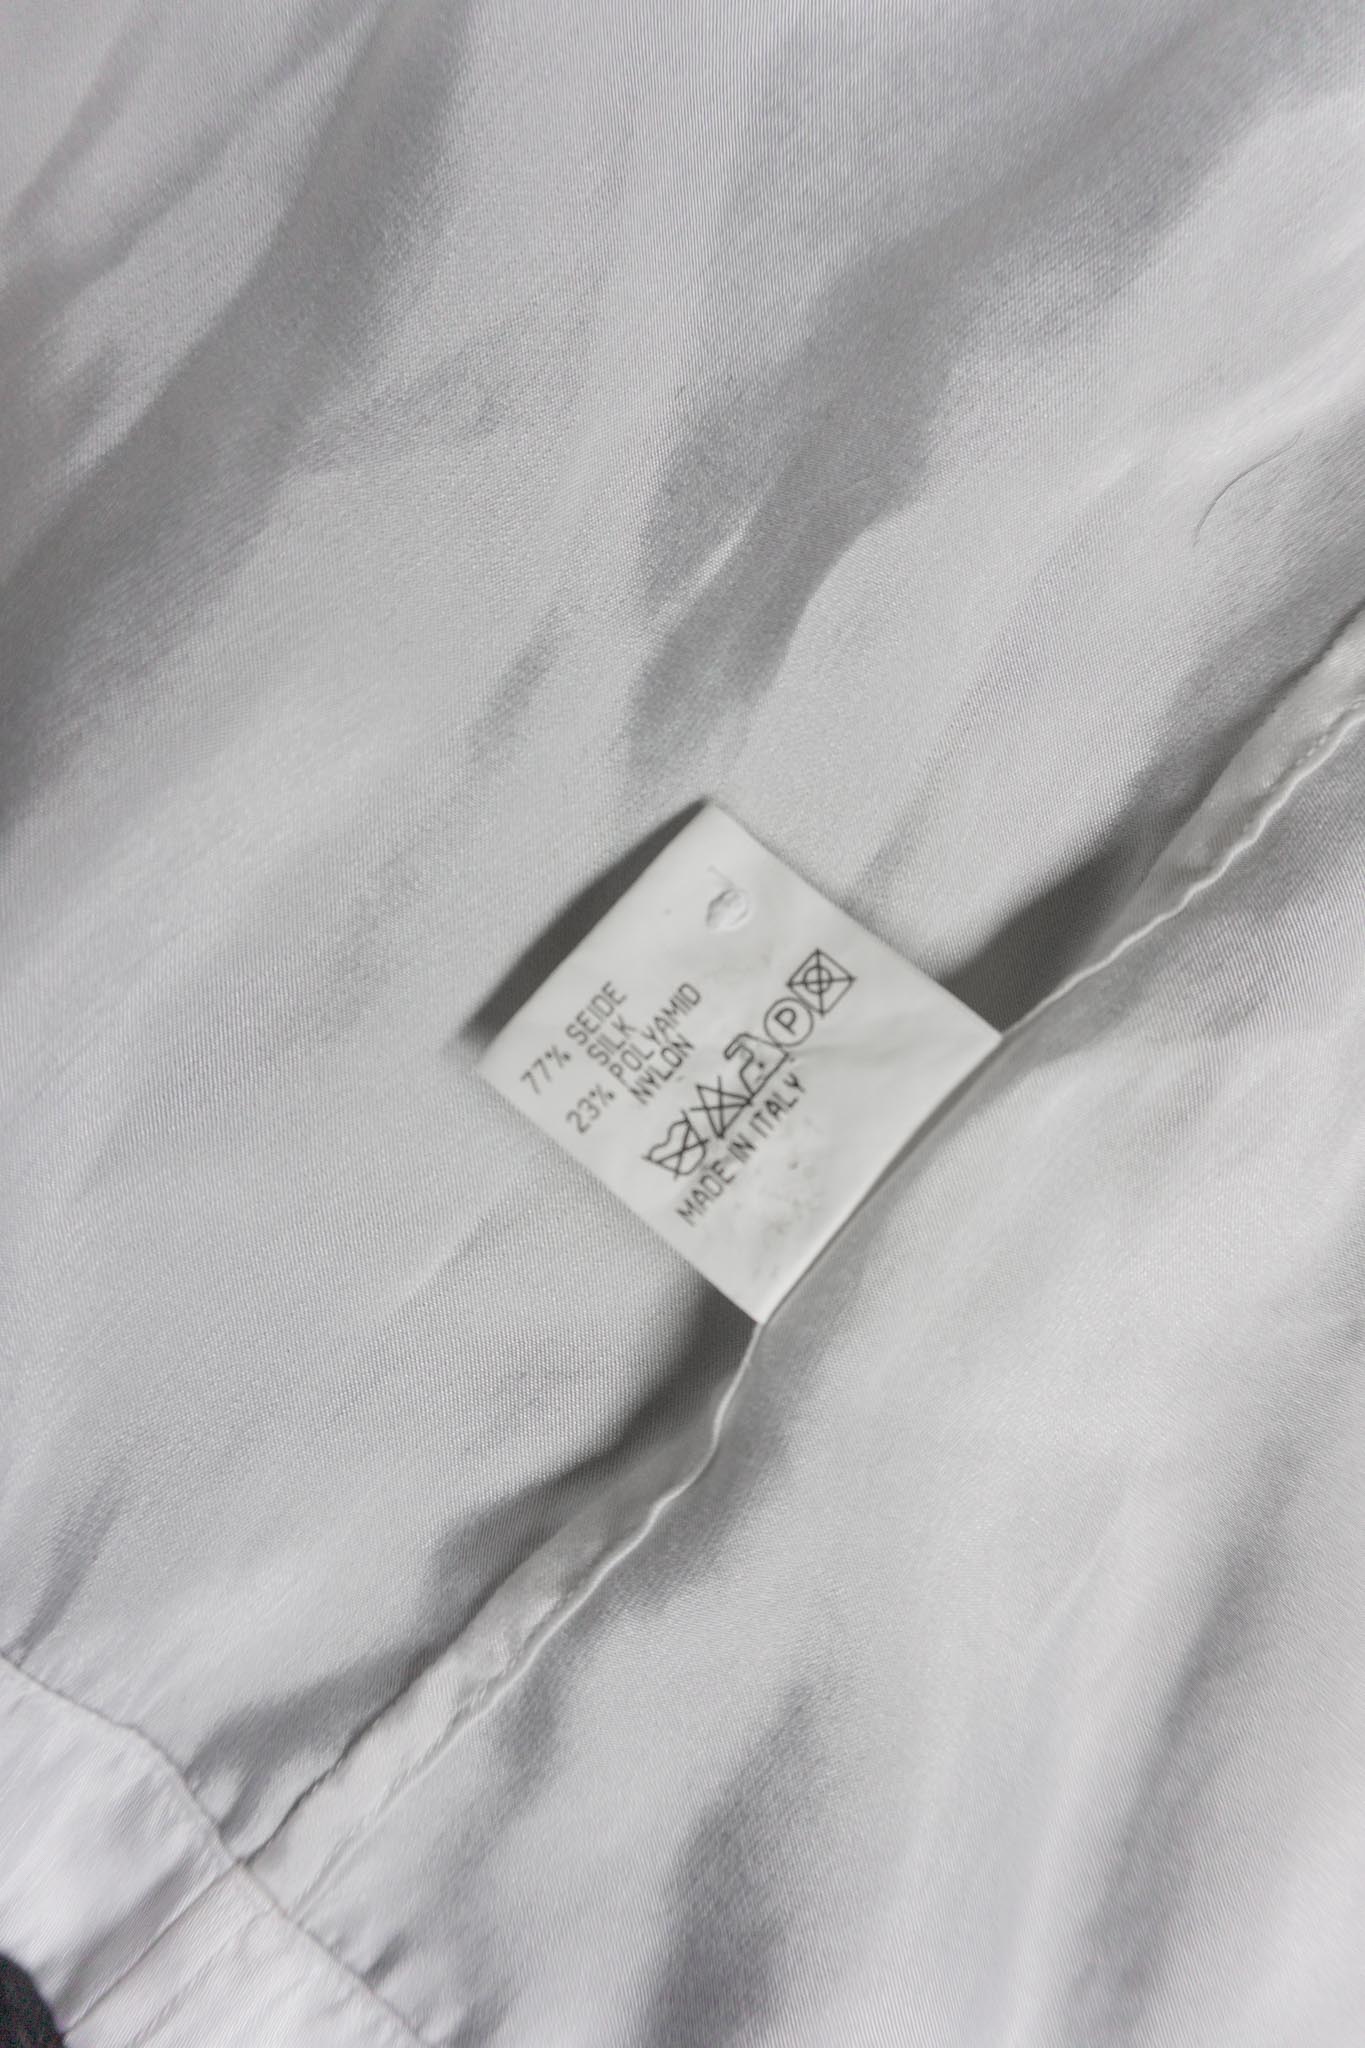 77% SEIDE
SILK
23% POLYAMID
NYLON
P
MADE IN ITALY